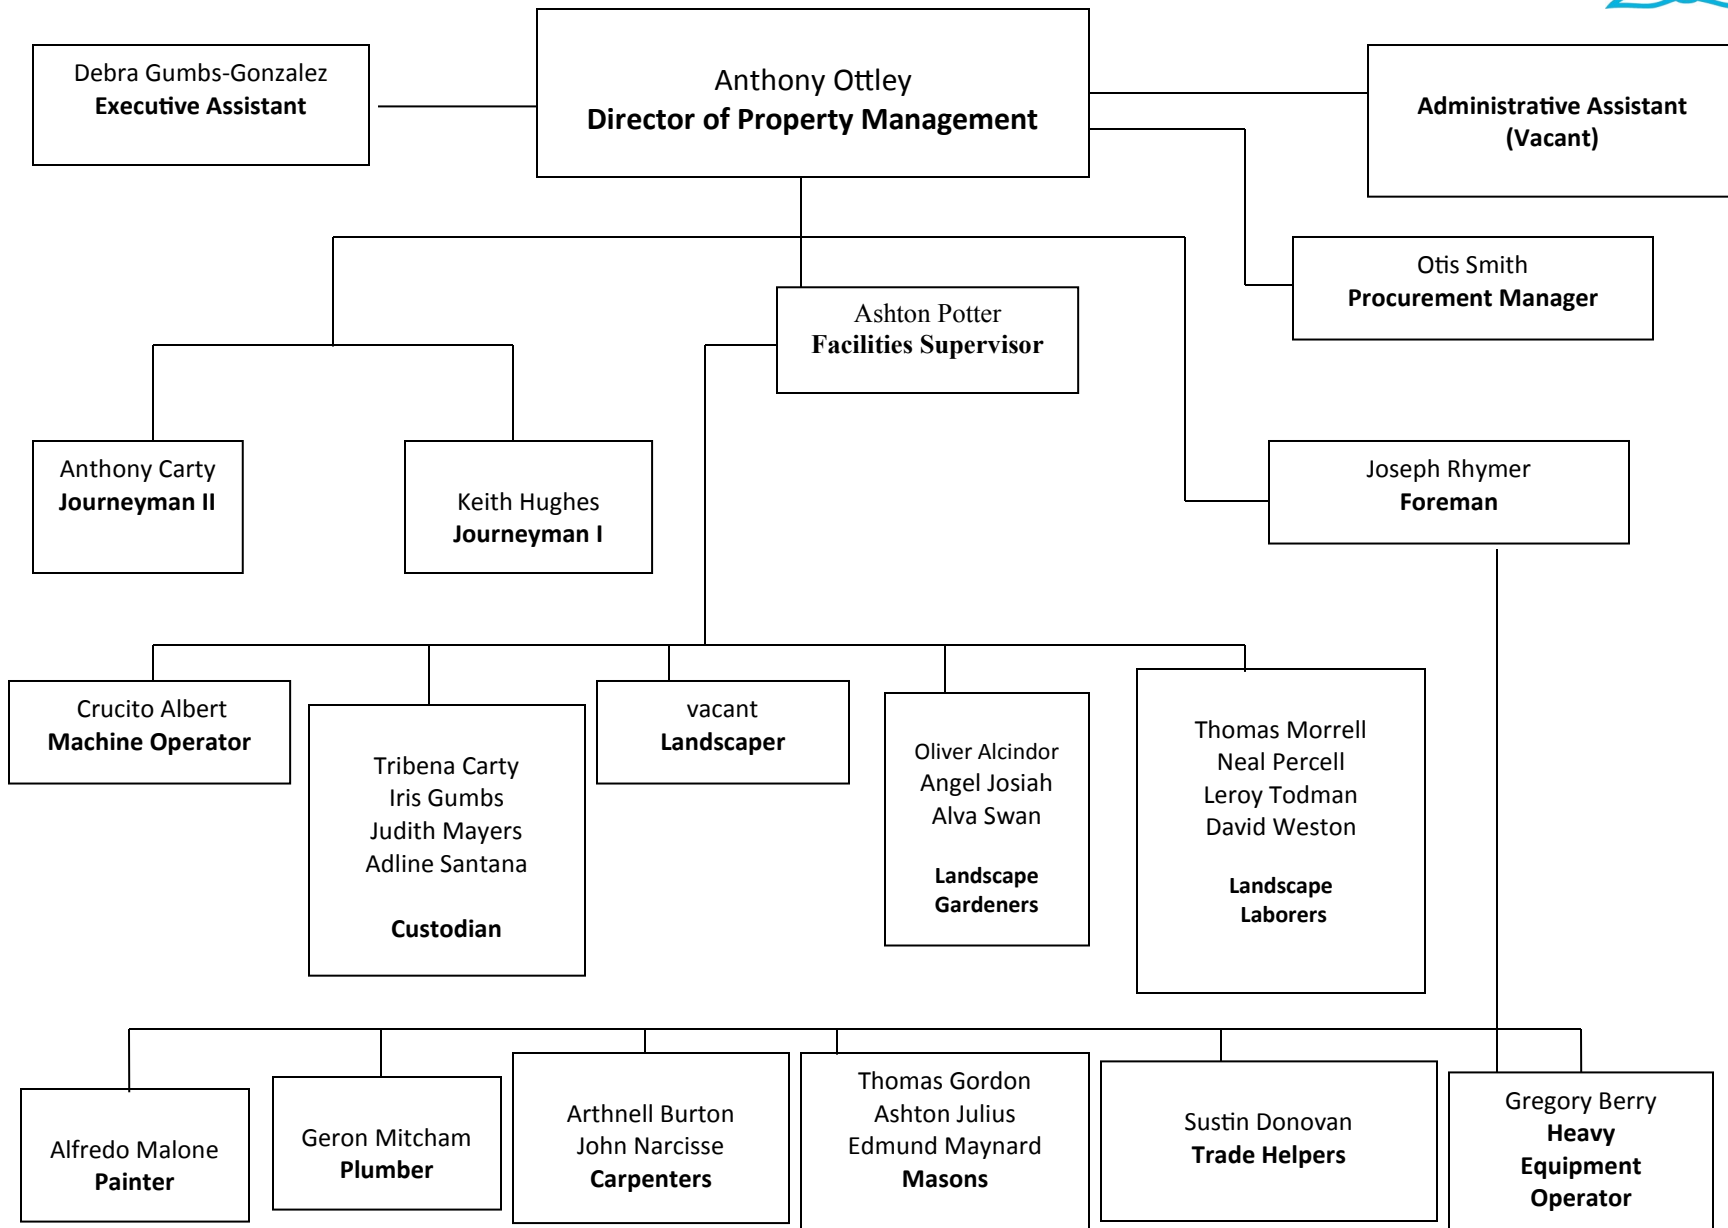 Debra Gumbs-Gonzalez
Executive Assistant
Anthony Ottley
Director of Property Management
Administrative Assistant
(Vacant)
Otis Smith
Procurement Manager
Ashton Potter
Facilities Supervisor
Anthony Carty
Journeyman II
Keith Hughes
Journeyman I
Joseph Rhymer
Foreman
Crucito Albert
Machine Operator
Tribena Carty
Iris Gumbs
Judith Mayers
Adline Santana
Custodian
vacant
Landscaper
Oliver Alcindor
Angel Josiah
Alva Swan
Landscape
Gardeners
Thomas Morrell
Neal Percell
Leroy Todman
David Weston
Landscape
Laborers
Alfredo Malone
Painter
Geron Mitcham
Plumber
Arthnell Burton
John Narcisse
Carpenters
Thomas Gordon
Ashton Julius
Edmund Maynard
Masons
Sustin Donovan
Trade Helpers
Gregory Berry
Heavy
Equipment
Operator